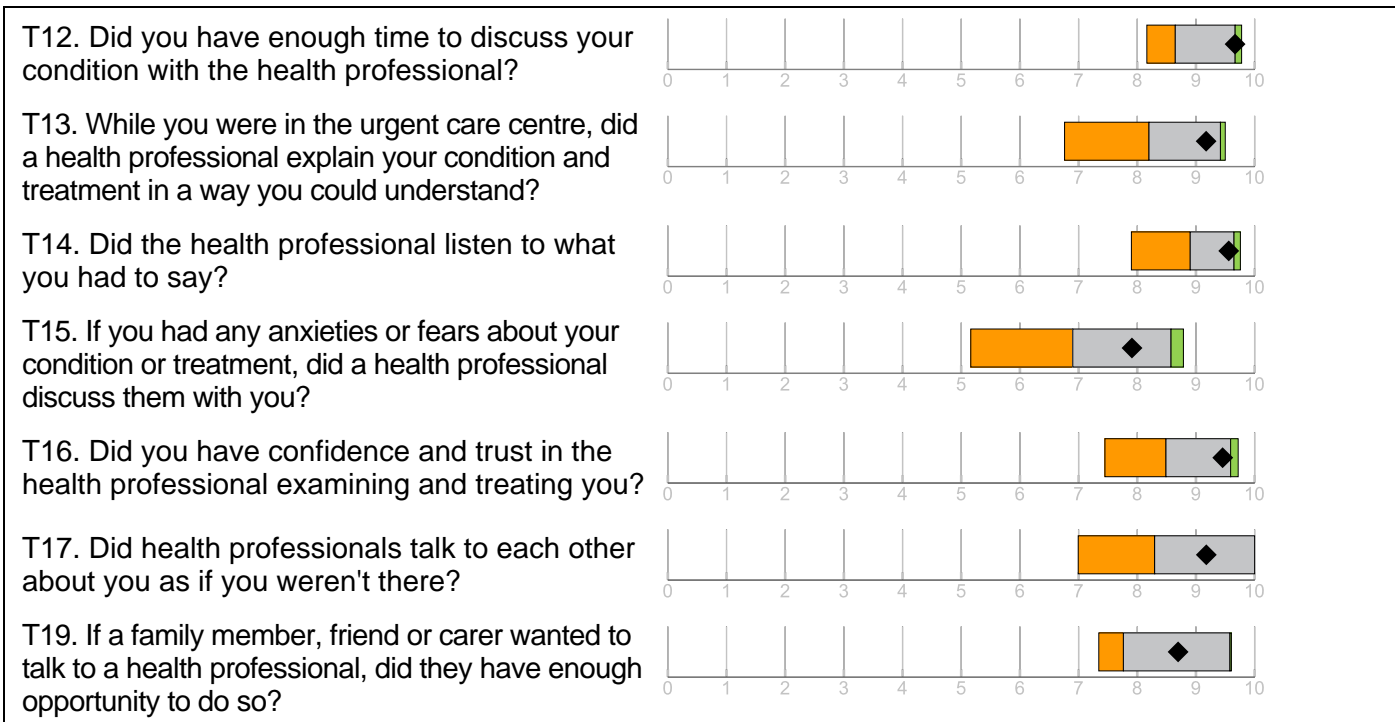 T12. Did you have enough time to discuss your
condition with the health professional?
0 1 2 3 4 5 6 7 8 9 10
T13. While you were in the urgent care centre, did
a health professional explain your condition and
treatment in a way you could understand?
0 1 2 3 4 5 6 7 8 9 10
T14. Did the health professional listen to what
you had to say?
0 1 2 3 4 5 6 7 8 9 10
T15. If you had any anxieties or fears about your
condition or treatment, did a health professional
discuss them with you?
0 1 2 3 4 5 6 7 8 9 10
T16. Did you have confidence and trust in the
health professional examining and treating you?
0 1 2 3 4 5 6 7 8 9 10
T17. Did health professionals talk to each other
about you as if you weren't there?
0 1 2 3 4 5 6 7 8 9 10
T19. If a family member, friend or carer wanted to
talk to a health professional, did they have enough
opportunity to do so?
0 1 2 3 4 5 6 7 8 9 10